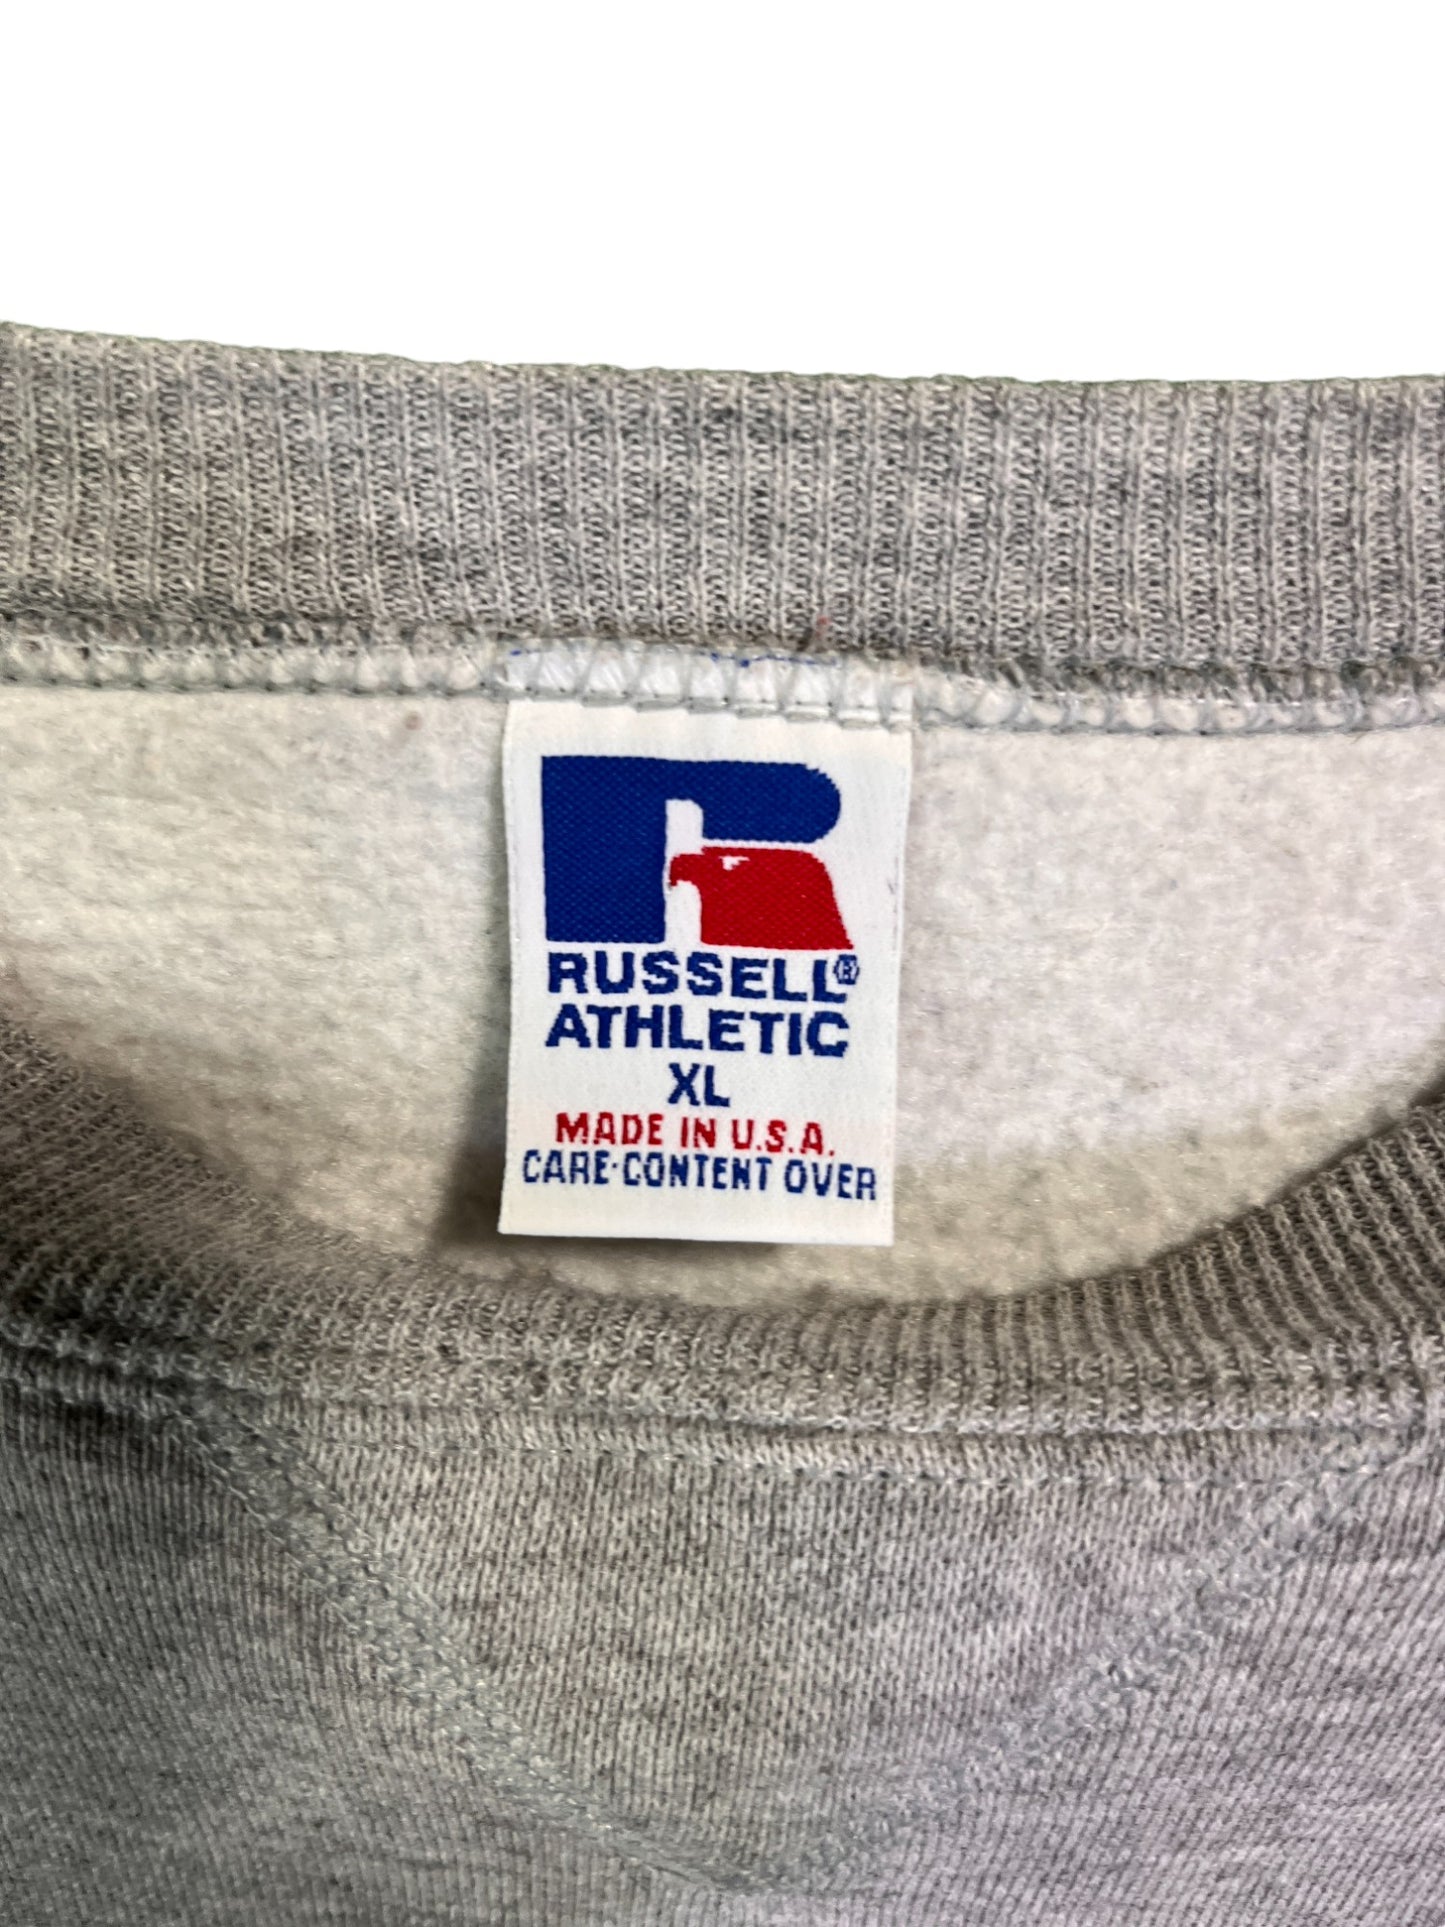 R
RUSSELL®
ATHLETIC
XL
MADE IN U.S.A.
CARE·CONTENT OVER